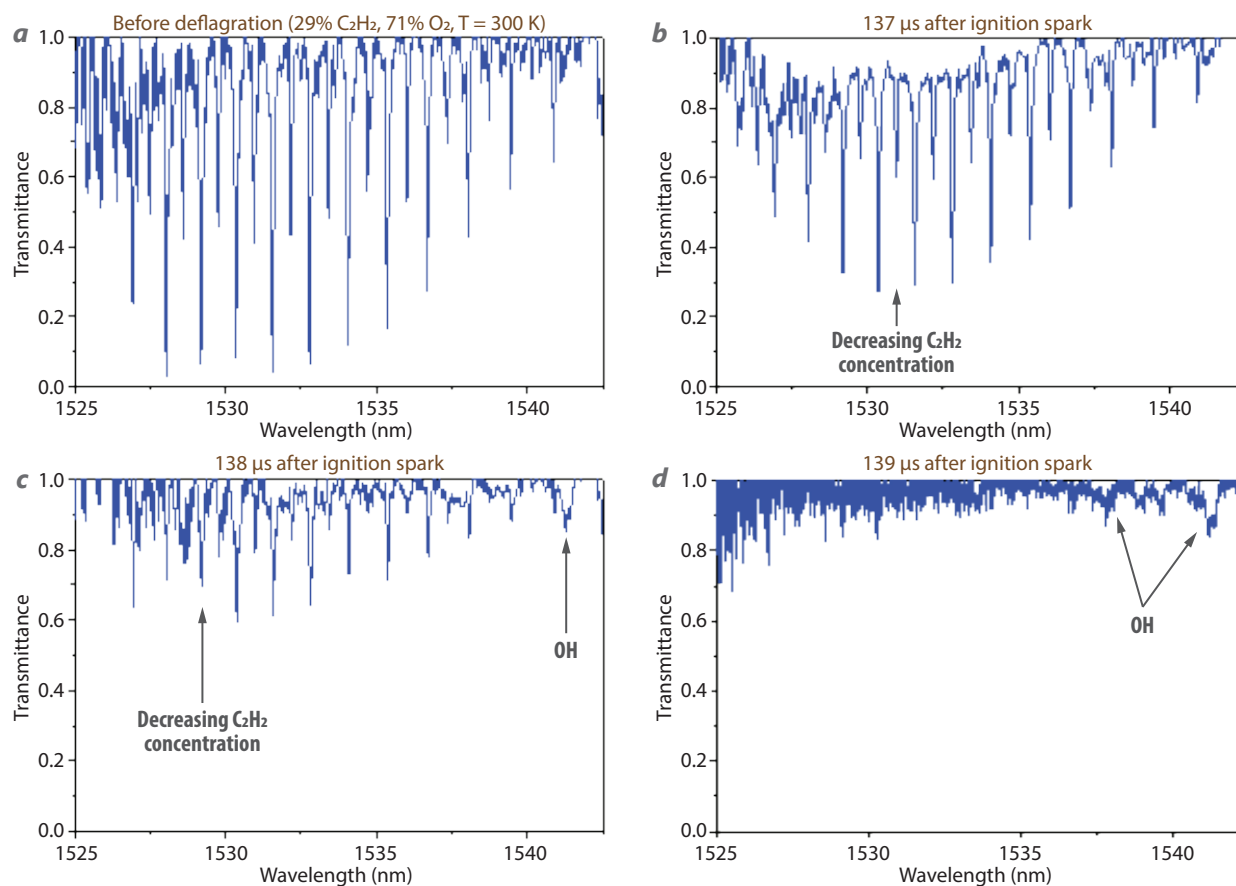 a
Before deflagration (29% C₂H₂, 71% O₂, T = 300 K)
1.0
0.8
0.6
0.4
0.2
0.0
Transmittance
1525
1530
1535
1540
Wavelength (nm)
b
137 µs after ignition spark
1.0
0.8
0.6
0.4
0.2
0.0
Transmittance
Decreasing C₂H₂
concentration
1525
1530
1535
1540
Wavelength (nm)
c
138 µs after ignition spark
1.0
0.8
0.6
0.4
0.2
0.0
Transmittance
OH
Decreasing C₂H₂
concentration
1525
1530
1535
1540
Wavelength (nm)
d
139 µs after ignition spark
1.0
0.8
0.6
0.4
0.2
0.0
Transmittance
OH
1525
1530
1535
1540
Wavelength (nm)